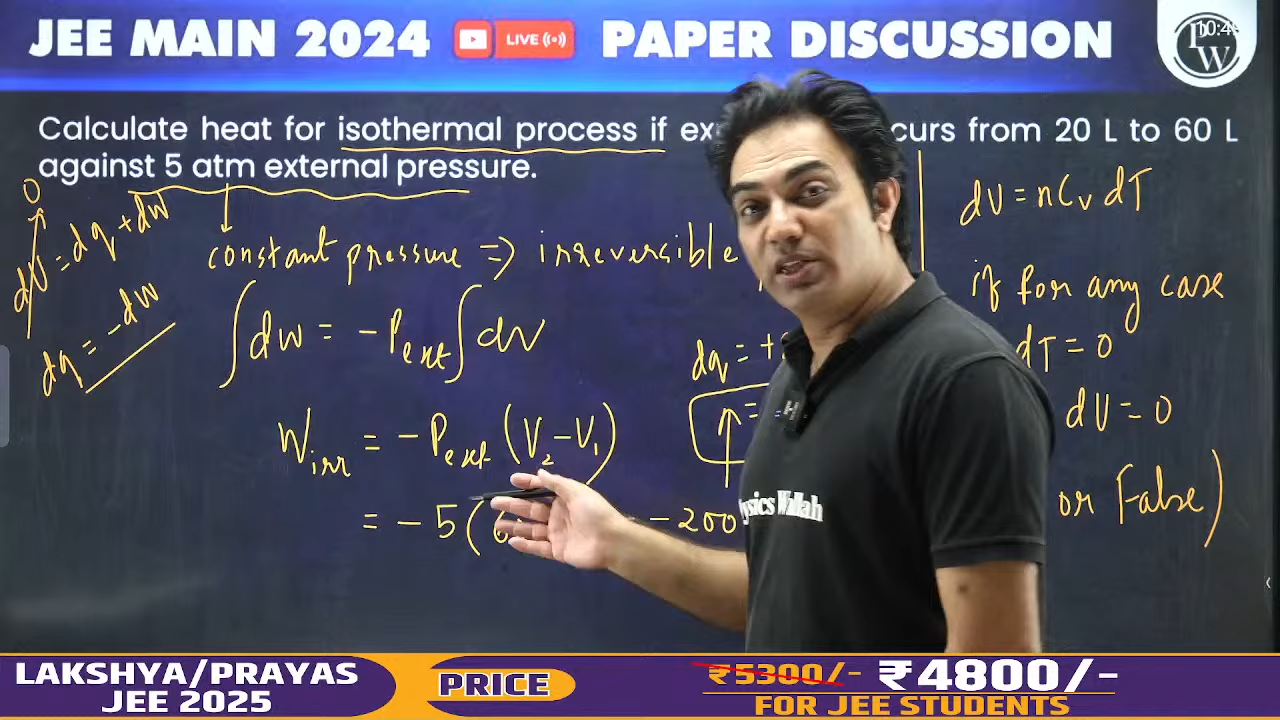 JEE MAIN 2024 LIVE PAPER DISCUSSION
10:4
W
Calculate heat for isothermal process if ex curs from 20 L to 60 L
against 5 atm external pressure.
0
dU = dq + dw
dq = -dw
constant pressure => irreversible
∫dw = -Pext ∫dv
Wirr = -Pext (V2 - V1)
= -5 ( -200
dq = +
=
dU = nCv dT
if for any case
dT = 0
dU = 0
or False)
ysics Wallah
LAKSHYA/PRAYAS
JEE 2025
PRICE
₹5300/- ₹4800/-
FOR JEE STUDENTS